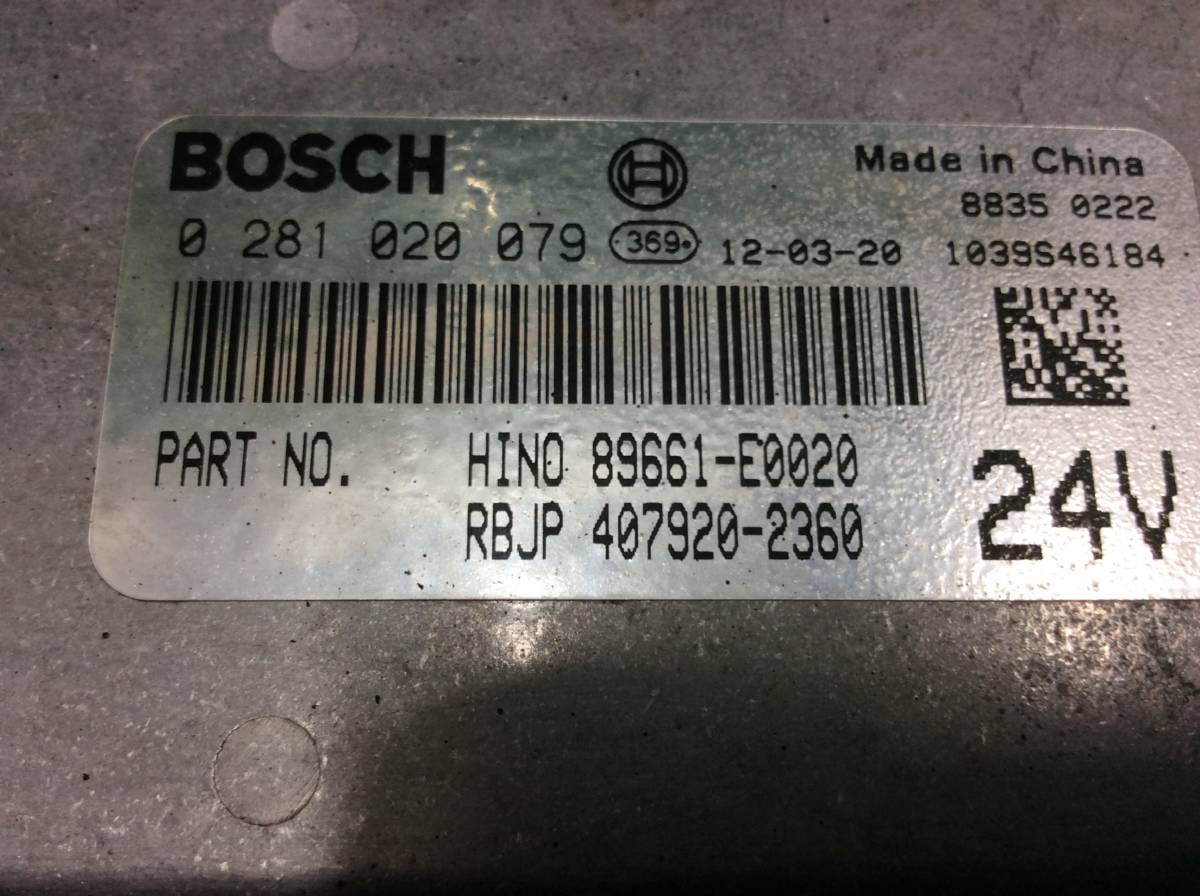 BOSCH
Made in China
8835 0222
0 281 020 079 369 12-03-20 1039S46184
PART NO. HINO 89661-E0020
RBJP 407920-2360
24V